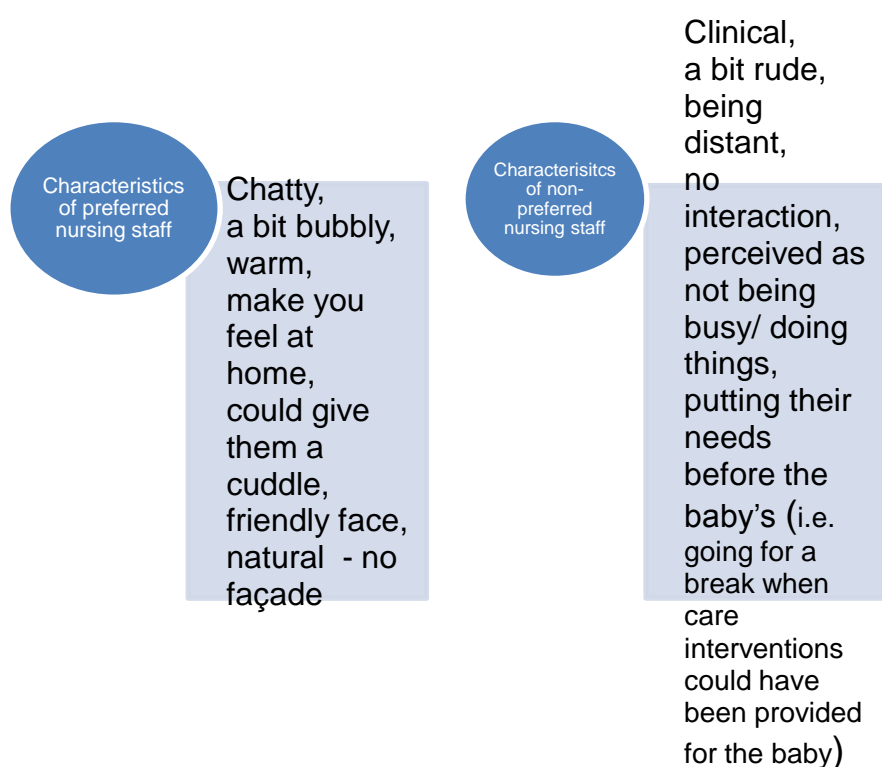 Characteristics
of preferred
nursing staff
Chatty,
a bit bubbly,
warm,
make you
feel at
home,
could give
them a
cuddle,
friendly face,
natural - no
façade
Characterisitcs
of non-
preferred
nursing staff
Clinical,
a bit rude,
being
distant,
no
interaction,
perceived as
not being
busy/ doing
things,
putting their
needs
before the
baby’s (i.e.
going for a
break when
care
interventions
could have
been provided
for the baby)